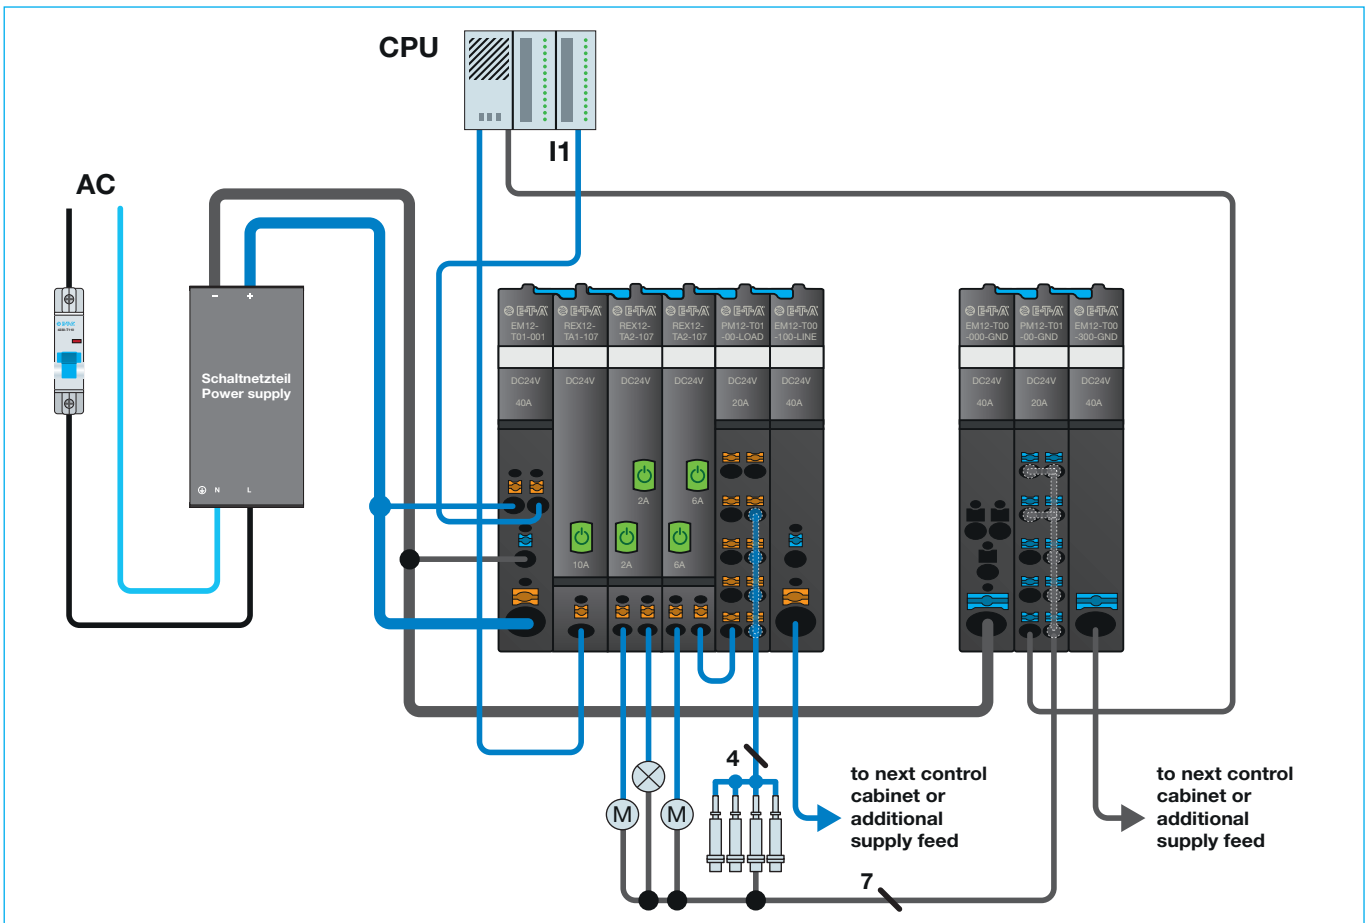 CPU
I1
AC
E-T-A
- +
Schaltnetzteil
Power supply
N L
E-T-A E-T-A E-T-A E-T-A E-T-A E-T-A
EM12-
T01-001
REX12-
TA1-107
REX12-
TA2-107
REX12-
TA2-107
PM12-T01
-00-LOAD
EM12-T00
-100-LINE
DC24V DC24V DC24V DC24V DC24V DC24V
40A 20A 40A
2A 6A
10A 2A 6A
E-T-A E-T-A E-T-A
EM12-T00
-000-GND
PM12-T01
-00-GND
EM12-T00
-300-GND
DC24V DC24V DC24V
40A 20A 40A
4
M M
to next control
cabinet or
additional
supply feed
to next control
cabinet or
additional
supply feed
7